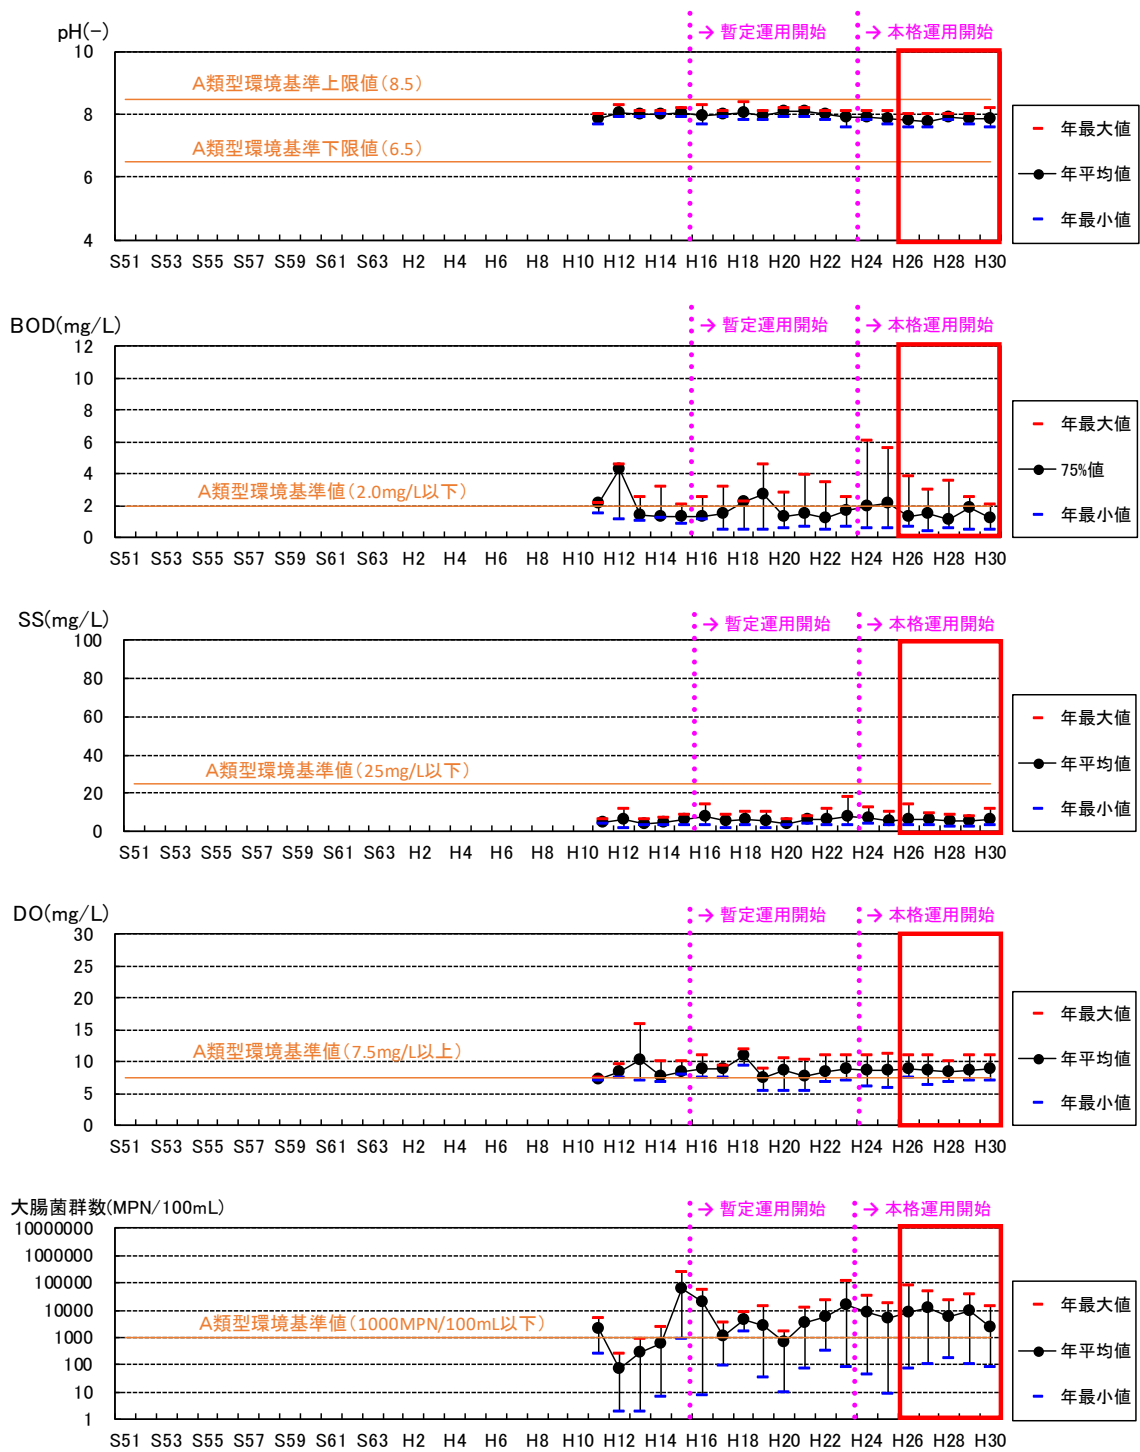 pH(-)
→ 暫定運用開始
→ 本格運用開始
10
8
6
4
A類型環境基準上限値(8.5)
A類型環境基準下限値(6.5)
S51 S53 S55 S57 S59 S61 S63 H2 H4 H6 H8 H10 H12 H14 H16 H18 H20 H22 H24 H26 H28 H30
年最大値
年平均値
年最小値
BOD(mg/L)
→ 暫定運用開始
→ 本格運用開始
12
10
8
6
4
2
0
A類型環境基準値(2.0mg/L以下)
S51 S53 S55 S57 S59 S61 S63 H2 H4 H6 H8 H10 H12 H14 H16 H18 H20 H22 H24 H26 H28 H30
年最大値
75%値
年最小値
SS(mg/L)
→ 暫定運用開始
→ 本格運用開始
100
80
60
40
20
0
A類型環境基準値(25mg/L以下)
S51 S53 S55 S57 S59 S61 S63 H2 H4 H6 H8 H10 H12 H14 H16 H18 H20 H22 H24 H26 H28 H30
年最大値
年平均値
年最小値
DO(mg/L)
→ 暫定運用開始
→ 本格運用開始
30
25
20
15
10
5
0
A類型環境基準値(7.5mg/L以上)
S51 S53 S55 S57 S59 S61 S63 H2 H4 H6 H8 H10 H12 H14 H16 H18 H20 H22 H24 H26 H28 H30
年最大値
年平均値
年最小値
大腸菌群数(MPN/100mL)
→ 暫定運用開始
→ 本格運用開始
10000000
1000000
100000
10000
1000
100
10
1
A類型環境基準値(1000MPN/100mL以下)
S51 S53 S55 S57 S59 S61 S63 H2 H4 H6 H8 H10 H12 H14 H16 H18 H20 H22 H24 H26 H28 H30
年最大値
年平均値
年最小値